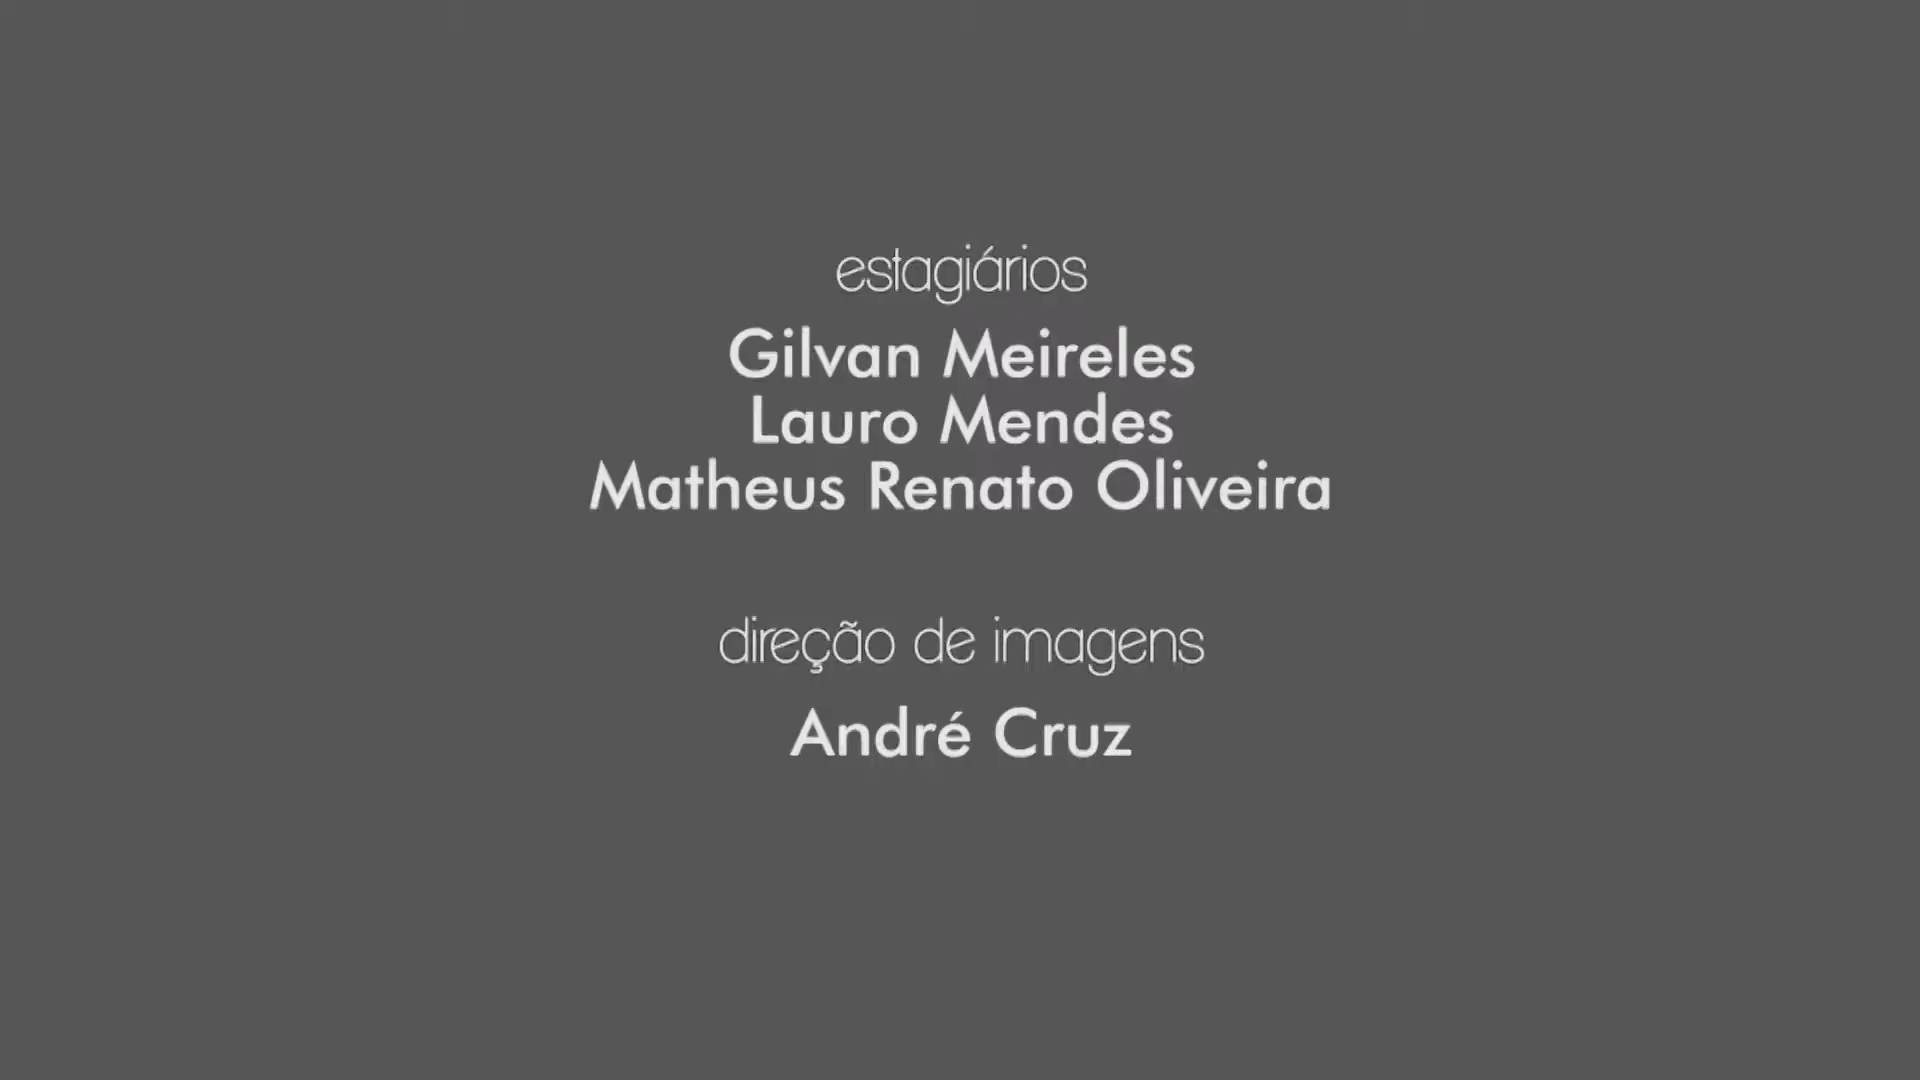 estagiários
Gilvan Meireles
Lauro Mendes
Matheus Renato Oliveira
direção de imagens
André Cruz